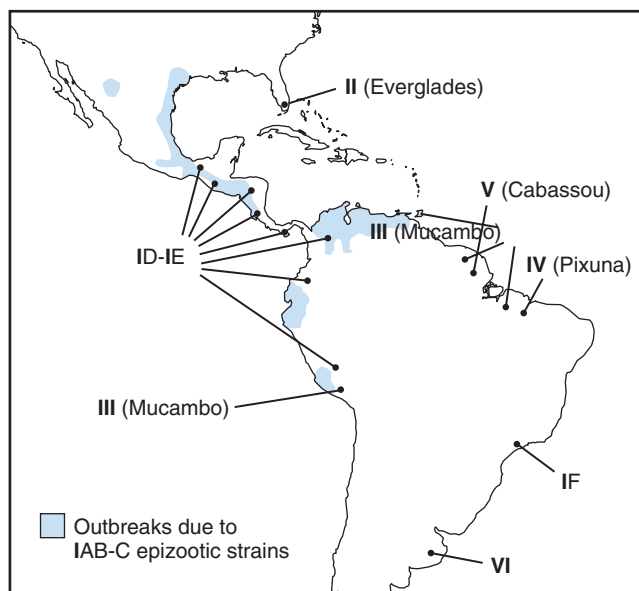 II (Everglades)
V (Cabassou)
III (Mucambo)
IV (Pixuna)
ID-IE
III (Mucambo)
IF
VI
Outbreaks due to
IAB-C epizootic strains